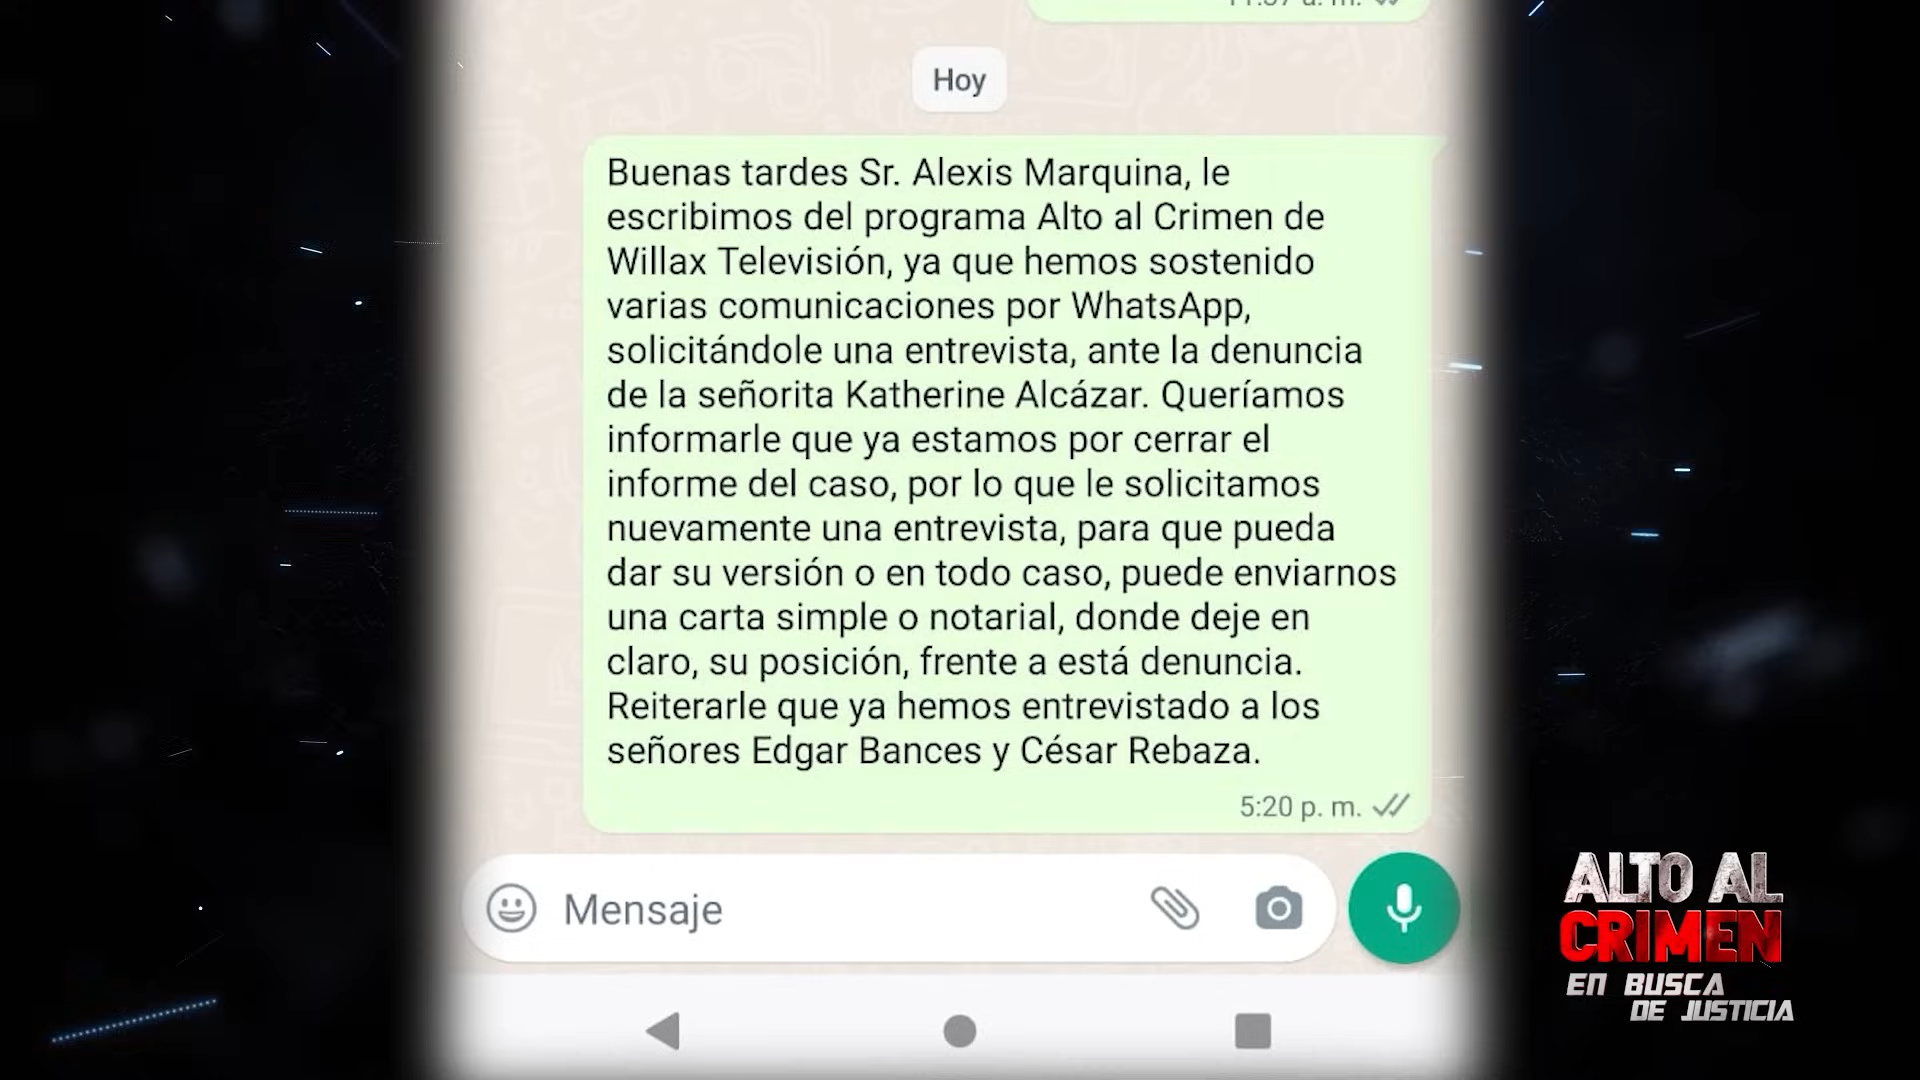 Hoy
Buenas tardes Sr. Alexis Marquina, le
escribimos del programa Alto al Crimen de
Willax Televisión, ya que hemos sostenido
varias comunicaciones por WhatsApp,
solicitándole una entrevista, ante la denuncia
de la señorita Katherine Alcázar. Queríamos
informarle que ya estamos por cerrar el
informe del caso, por lo que le solicitamos
nuevamente una entrevista, para que pueda
dar su versión o en todo caso, puede enviarnos
una carta simple o notarial, donde deje en
claro, su posición, frente a está denuncia.
Reiterarle que ya hemos entrevistado a los
señores Edgar Bances y César Rebaza.
5:20 p. m.
Mensaje
ALTO AL
CRIMEN
EN BUSCA
DE JUSTICIA